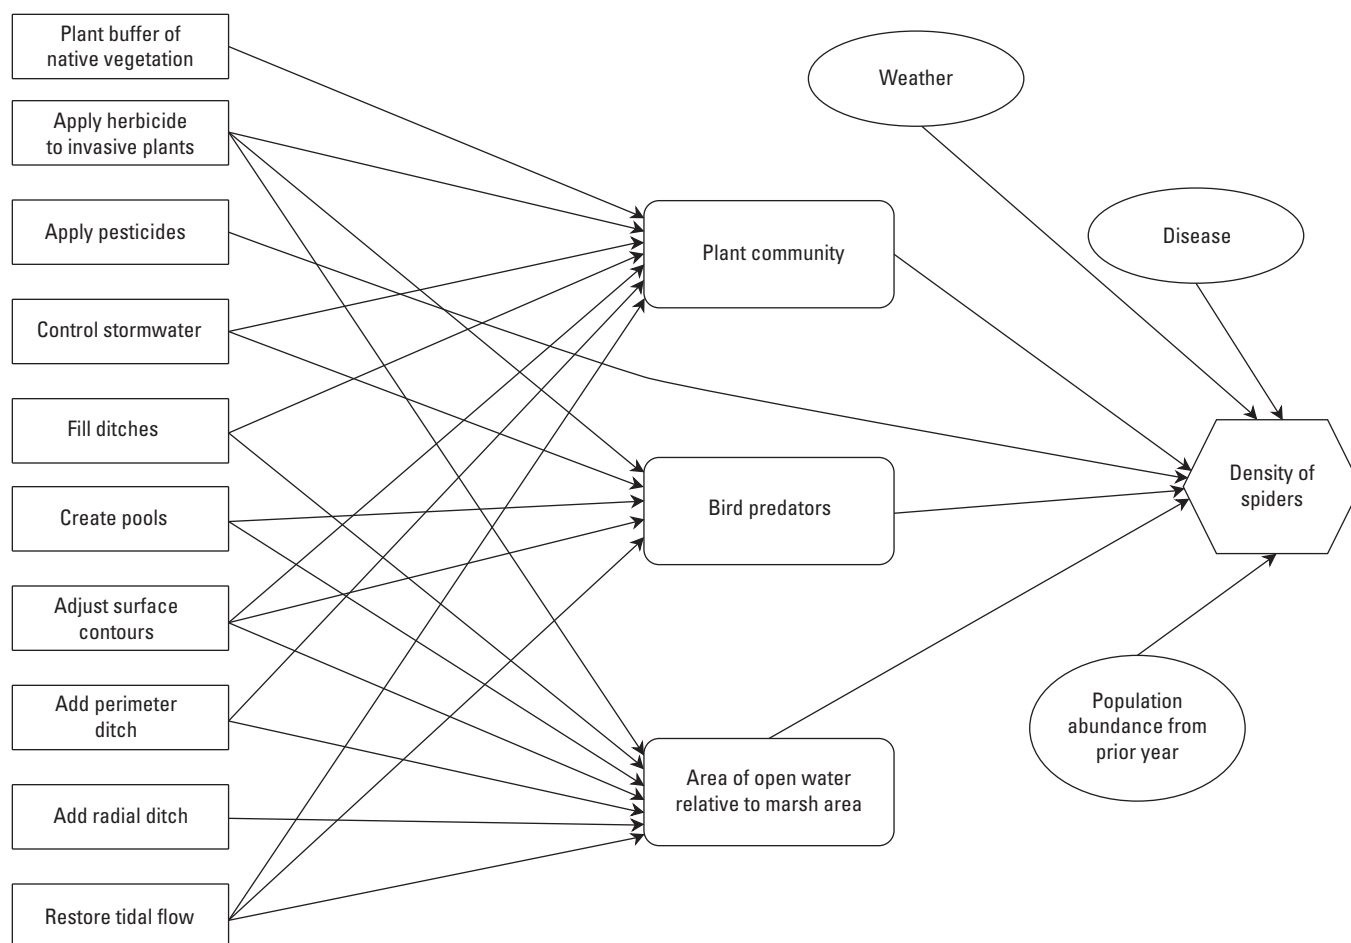 Plant buffer of
native vegetation
Apply herbicide
to invasive plants
Apply pesticides
Control stormwater
Fill ditches
Create pools
Adjust surface
contours
Add perimeter
ditch
Add radial ditch
Restore tidal flow
Plant community
Bird predators
Area of open water
relative to marsh area
Weather
Disease
Density of
spiders
Population
abundance from
prior year